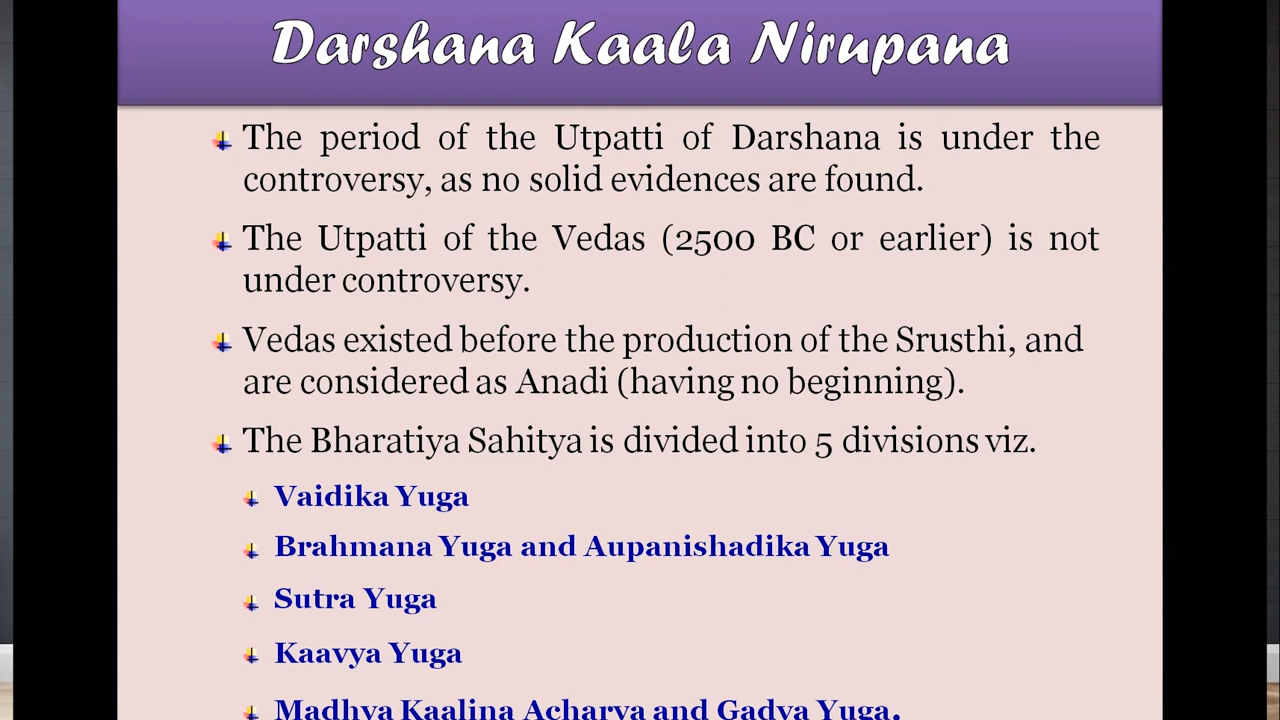 Darshana Kaala Nirupana
The period of the Utpatti of Darshana is under the
controversy, as no solid evidences are found.
The Utpatti of the Vedas (2500 BC or earlier) is not
under controversy.
Vedas existed before the production of the Srusthi, and
are considered as Anadi (having no beginning).
The Bharatiya Sahitya is divided into 5 divisions viz.
Vaidika Yuga
Brahmana Yuga and Aupanishadika Yuga
Sutra Yuga
Kaavya Yuga
Madhya Kaalina Acharya and Gadya Yuga.